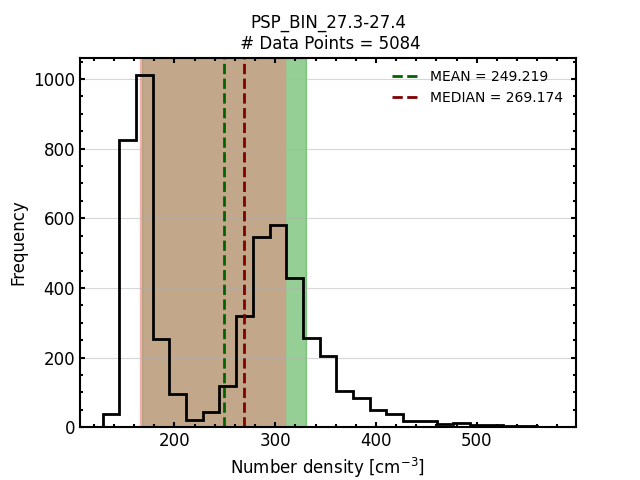 PSP_BIN_27.3-27.4
# Data Points = 5084
MEAN = 249.219
MEDIAN = 269.174
Frequency
1000
800
600
400
200
0
200 300 400 500
Number density [cm⁻³]